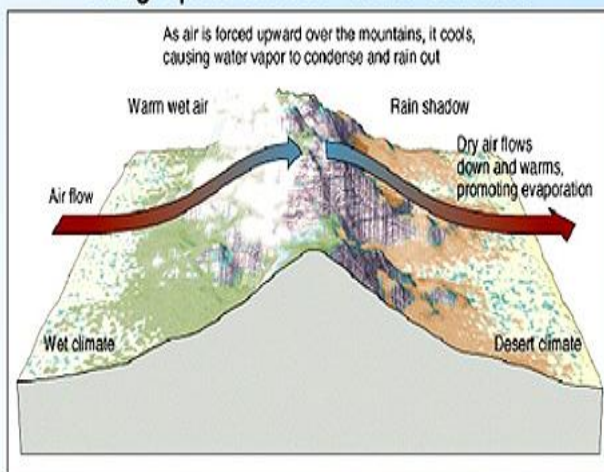 As air is forced upward over the mountains, it cools,
causing water vapor to condense and rain out
Warm wet air
Rain shadow
Dry air flows
down and warms,
promoting evaporation
Air flow
Wet climate
Desert climate